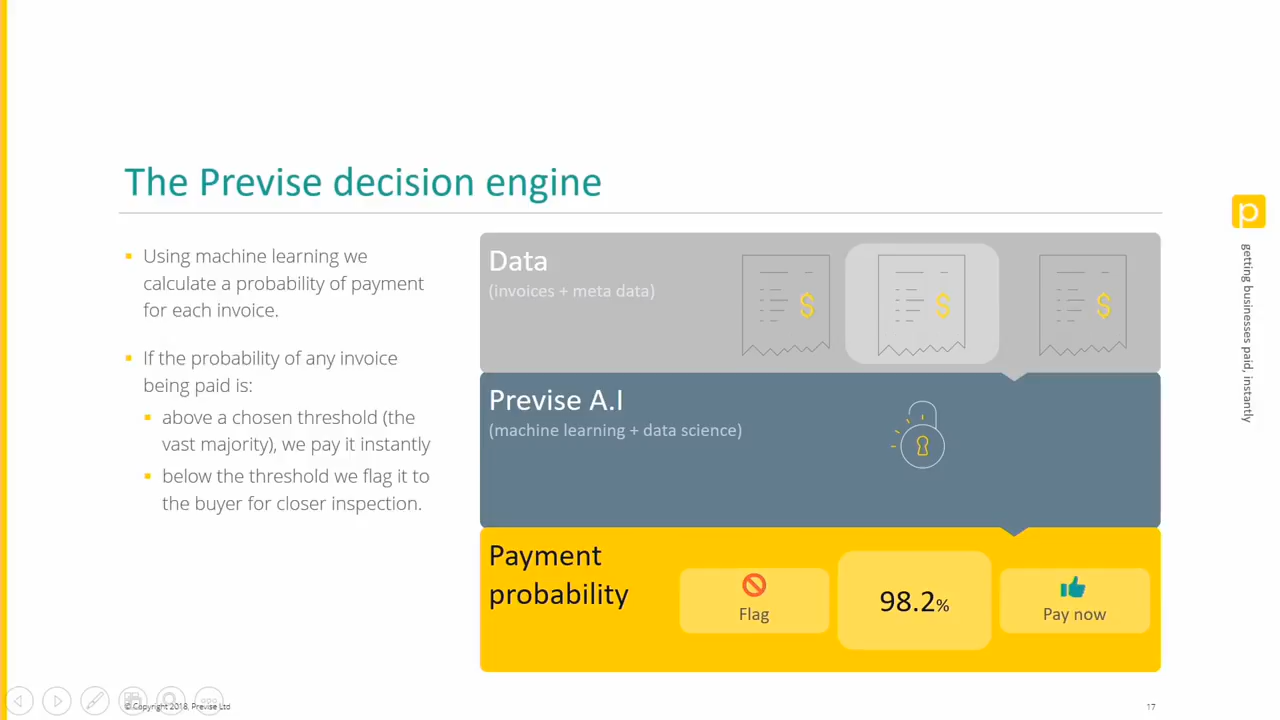 The Previse decision engine
Using machine learning we
calculate a probability of payment
for each invoice.
If the probability of any invoice
being paid is:
above a chosen threshold (the
vast majority), we pay it instantly
below the threshold we flag it to
the buyer for closer inspection.
Data
(invoices + meta data)
$
$
$
Previse A.I
(machine learning + data science)
Payment
probability
Flag
98.2%
Pay now
p
getting businesses paid, instantly
© Copyright 2018, Previse Ltd
17